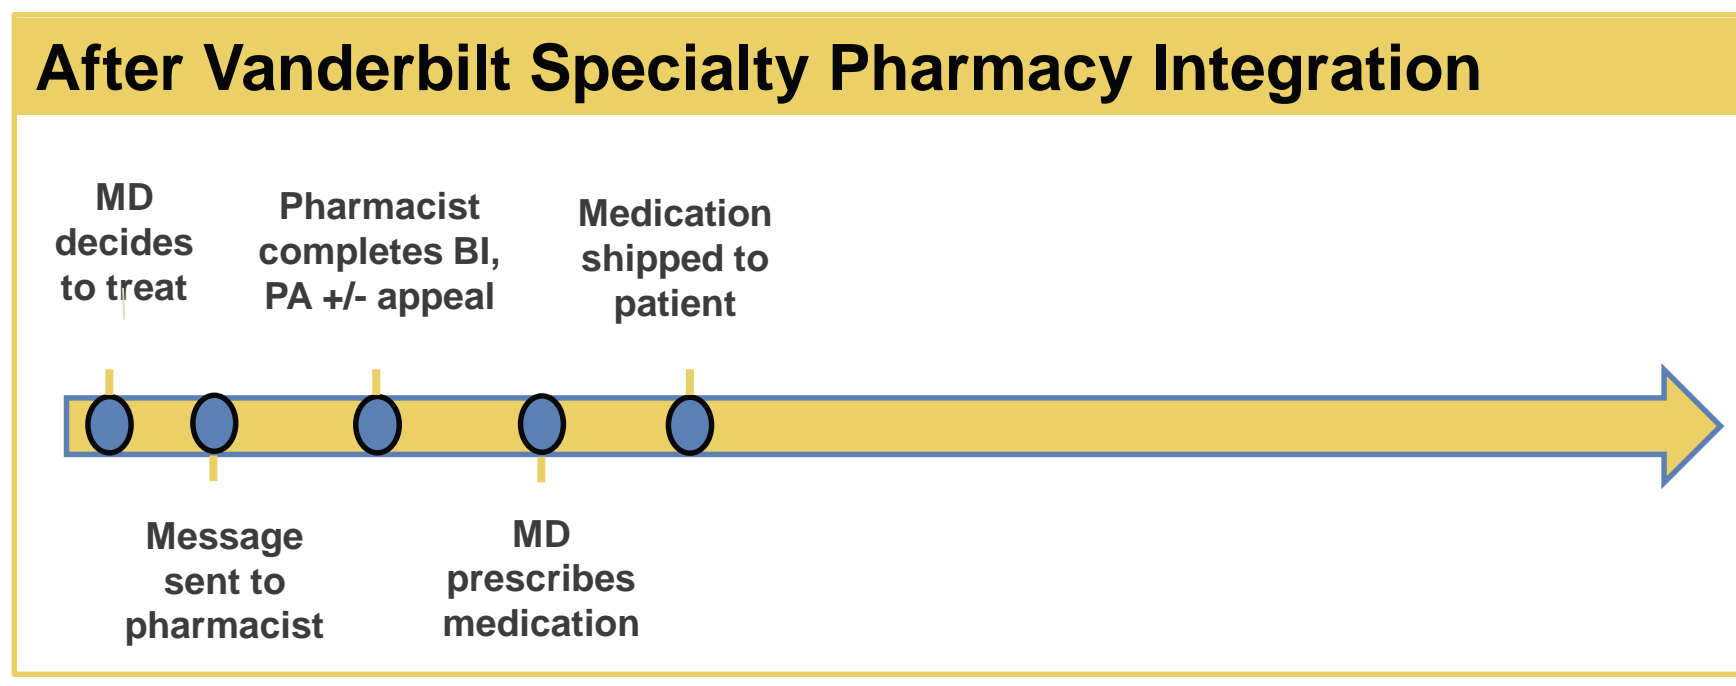 After Vanderbilt Specialty Pharmacy Integration
MD
decides
to treat
Pharmacist
completes BI,
PA +/- appeal
Medication
shipped to
patient
Message
sent to
pharmacist
MD
prescribes
medication